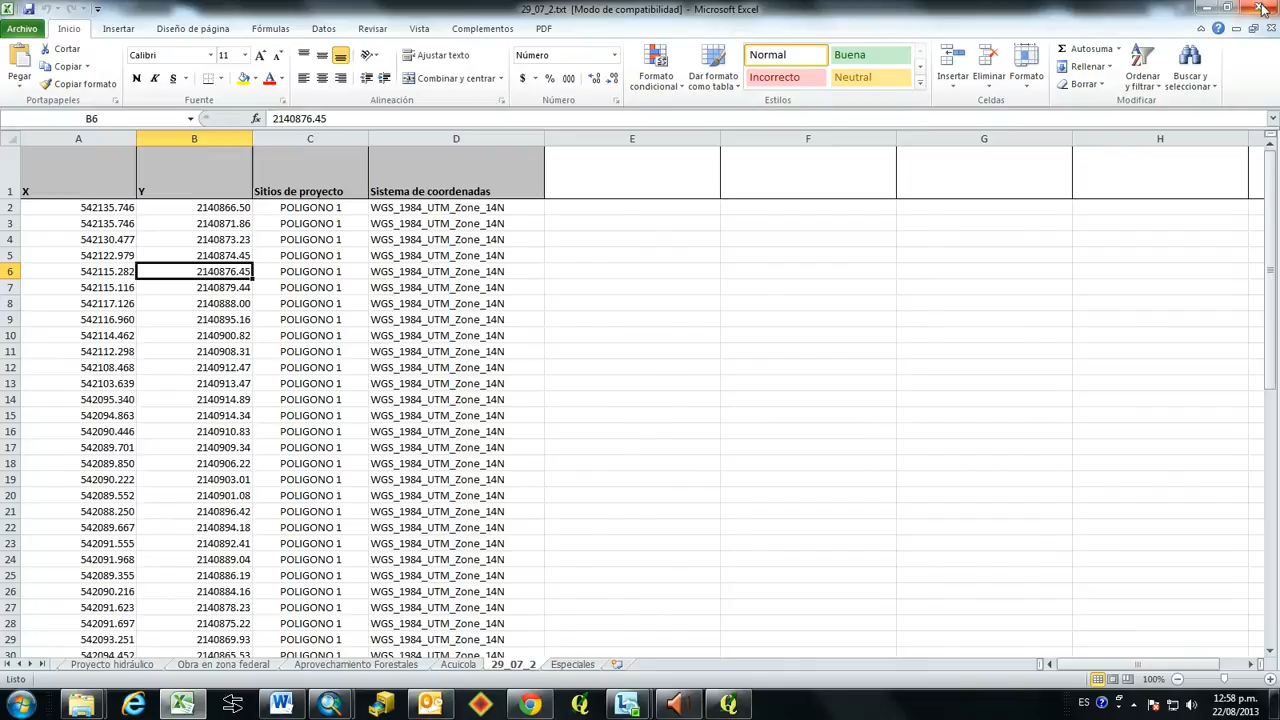 29_07_2.txt [Modo de compatibilidad] - Microsoft Excel
Archivo Inicio Insertar Diseño de página Fórmulas Datos Revisar Vista Complementos PDF
Pegar Cortar Copiar Copiar formato Portapapeles
Calibri 11 N K S Fuente
Ajustar texto Combinar y centrar Alineación
Número $ % 000 Número
Formato condicional Dar formato como tabla Normal Buena Incorrecto Neutral Estilos
Insertar Eliminar Formato Celdas
Autosuma Rellenar Borrar Ordenar y filtrar Buscar y seleccionar Modificar
B6 fx 2140876.45
A B C D E F G H
1 X Y Sitios de proyecto Sistema de coordenadas
2 542135.746 2140866.50 POLIGONO 1 WGS_1984_UTM_Zone_14N
3 542135.746 2140871.86 POLIGONO 1 WGS_1984_UTM_Zone_14N
4 542130.477 2140873.23 POLIGONO 1 WGS_1984_UTM_Zone_14N
5 542122.979 2140874.45 POLIGONO 1 WGS_1984_UTM_Zone_14N
6 542115.282 2140876.45 POLIGONO 1 WGS_1984_UTM_Zone_14N
7 542115.116 2140879.44 POLIGONO 1 WGS_1984_UTM_Zone_14N
8 542117.126 2140888.00 POLIGONO 1 WGS_1984_UTM_Zone_14N
9 542116.960 2140895.16 POLIGONO 1 WGS_1984_UTM_Zone_14N
10 542114.462 2140900.82 POLIGONO 1 WGS_1984_UTM_Zone_14N
11 542112.298 2140908.31 POLIGONO 1 WGS_1984_UTM_Zone_14N
12 542108.468 2140912.47 POLIGONO 1 WGS_1984_UTM_Zone_14N
13 542103.639 2140913.47 POLIGONO 1 WGS_1984_UTM_Zone_14N
14 542095.340 2140914.89 POLIGONO 1 WGS_1984_UTM_Zone_14N
15 542094.863 2140914.34 POLIGONO 1 WGS_1984_UTM_Zone_14N
16 542090.446 2140910.83 POLIGONO 1 WGS_1984_UTM_Zone_14N
17 542089.701 2140909.34 POLIGONO 1 WGS_1984_UTM_Zone_14N
18 542089.850 2140906.22 POLIGONO 1 WGS_1984_UTM_Zone_14N
19 542090.222 2140903.01 POLIGONO 1 WGS_1984_UTM_Zone_14N
20 542089.552 2140901.08 POLIGONO 1 WGS_1984_UTM_Zone_14N
21 542088.250 2140896.42 POLIGONO 1 WGS_1984_UTM_Zone_14N
22 542089.667 2140894.18 POLIGONO 1 WGS_1984_UTM_Zone_14N
23 542091.555 2140892.41 POLIGONO 1 WGS_1984_UTM_Zone_14N
24 542091.968 2140889.04 POLIGONO 1 WGS_1984_UTM_Zone_14N
25 542089.355 2140886.19 POLIGONO 1 WGS_1984_UTM_Zone_14N
26 542090.216 2140884.16 POLIGONO 1 WGS_1984_UTM_Zone_14N
27 542091.623 2140878.23 POLIGONO 1 WGS_1984_UTM_Zone_14N
28 542091.697 2140875.22 POLIGONO 1 WGS_1984_UTM_Zone_14N
29 542093.251 2140869.93 POLIGONO 1 WGS_1984_UTM_Zone_14N
30 542094.452 2140865.53 POLIGONO 1 WGS_1984_UTM_Zone_14N
Proyecto hidráulico Obra en zona federal Aprovechamiento Forestales Acuicola 29_07_2 Especiales
Listo 100%
ES 12:58 p.m.
22/08/2013